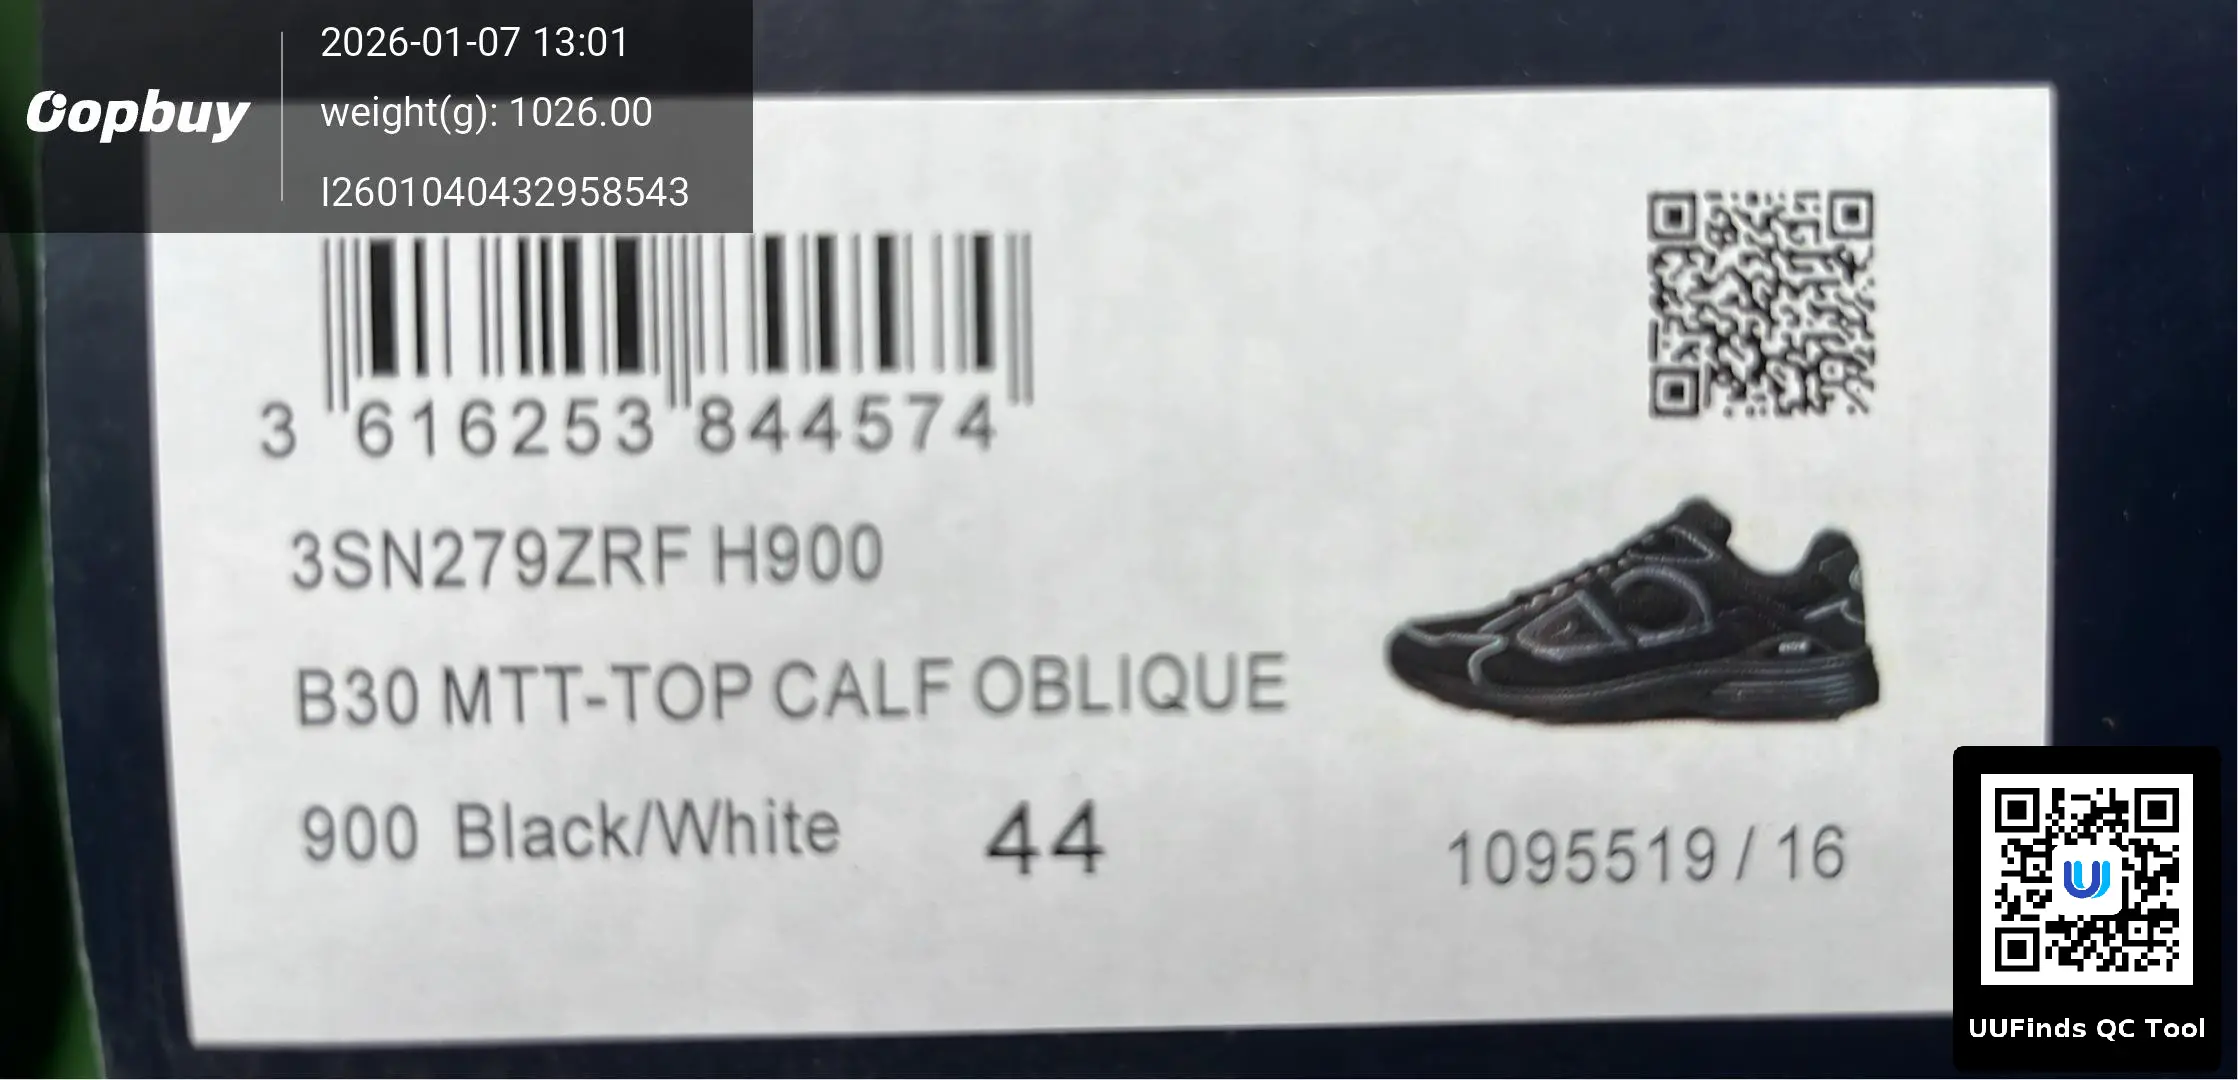 Oopbuy
2026-01-07 13:01
weight(g): 1026.00
I2601040432958543
3 616253 844574
3SN279ZRF H900
B30 MTT-TOP CALF OBLIQUE
900 Black/White 44
1095519 / 16
UUFinds QC Tool